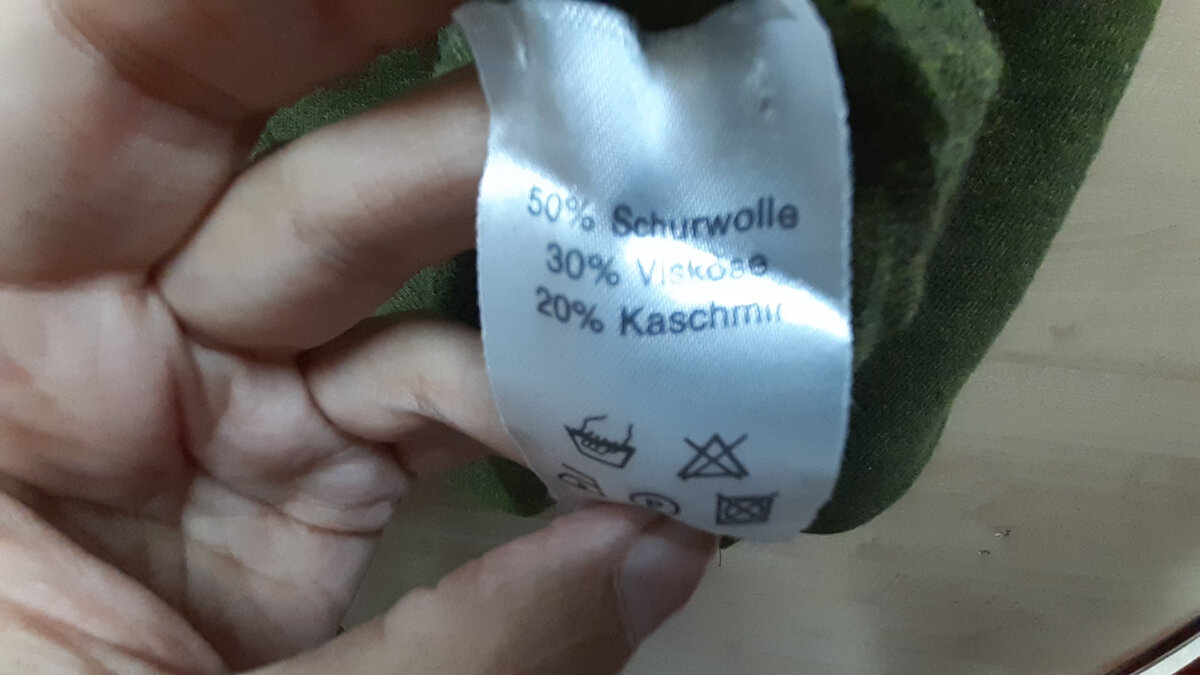 50% Schurwolle
30% Viskose
20% Kaschmir